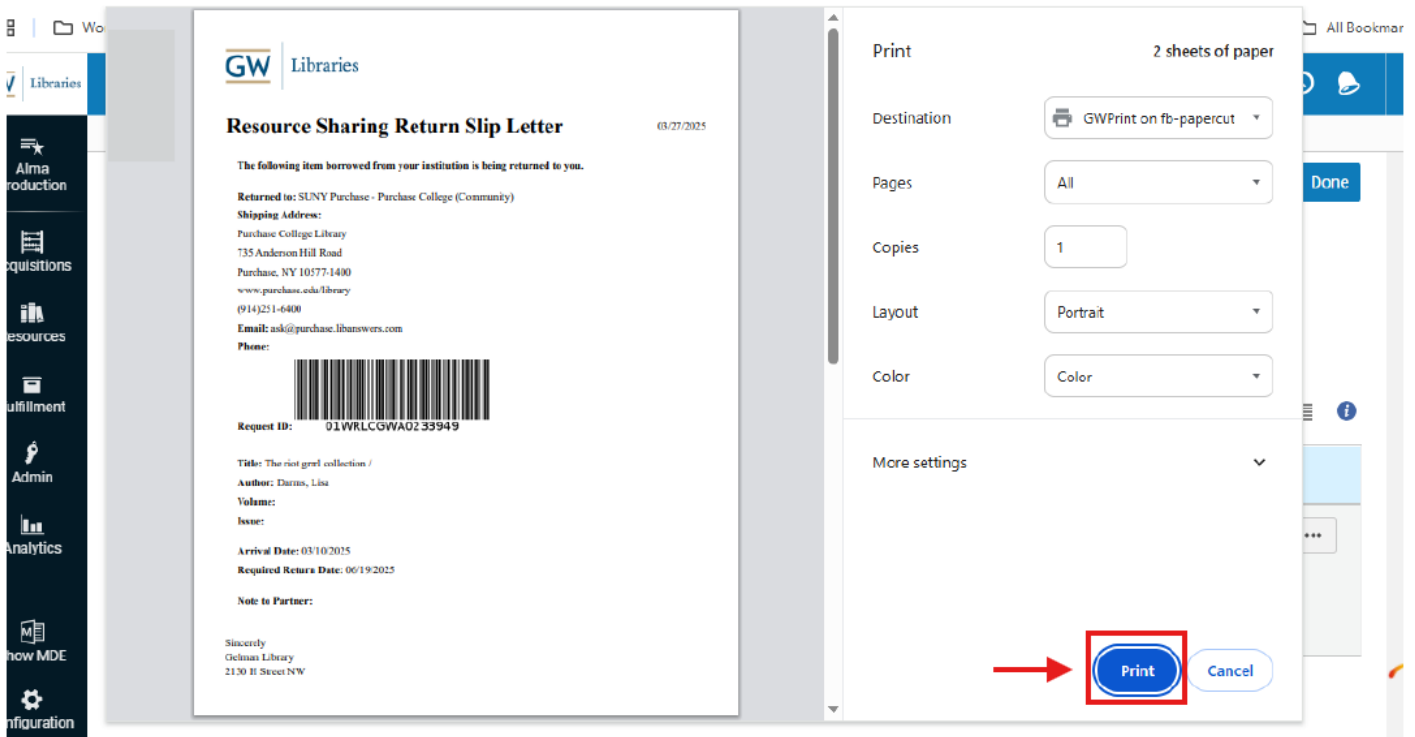 Wo
All Bookmar
Libraries
Alma
roduction
cquisitions
esources
ulfillment
Admin
Analytics
how MDE
nfiguration
GW Libraries
Resource Sharing Return Slip Letter 03/27/2025
The following item borrowed from your institution is being returned to you.
Returned to: SUNY Purchase - Purchase College (Community)
Shipping Address:
Purchase College Library
735 Anderson Hill Road
Purchase, NY 10577-1400
www.purchase.edu/library
(914)251-6400
Email: ask@purchase.libanswers.com
Phone:
Request ID: 01WRLCGWA0233949
Title: The riot grrrl collection /
Author: Darms, Lisa
Volume:
Issue:
Arrival Date: 03/10/2025
Required Return Date: 06/19/2025
Note to Partner:
Sincerely
Gelman Library
2130 H Street NW
Print 2 sheets of paper
Destination GWPrint on fb-papercut
Pages All
Copies 1
Layout Portrait
Color Color
More settings
Print Cancel
Done